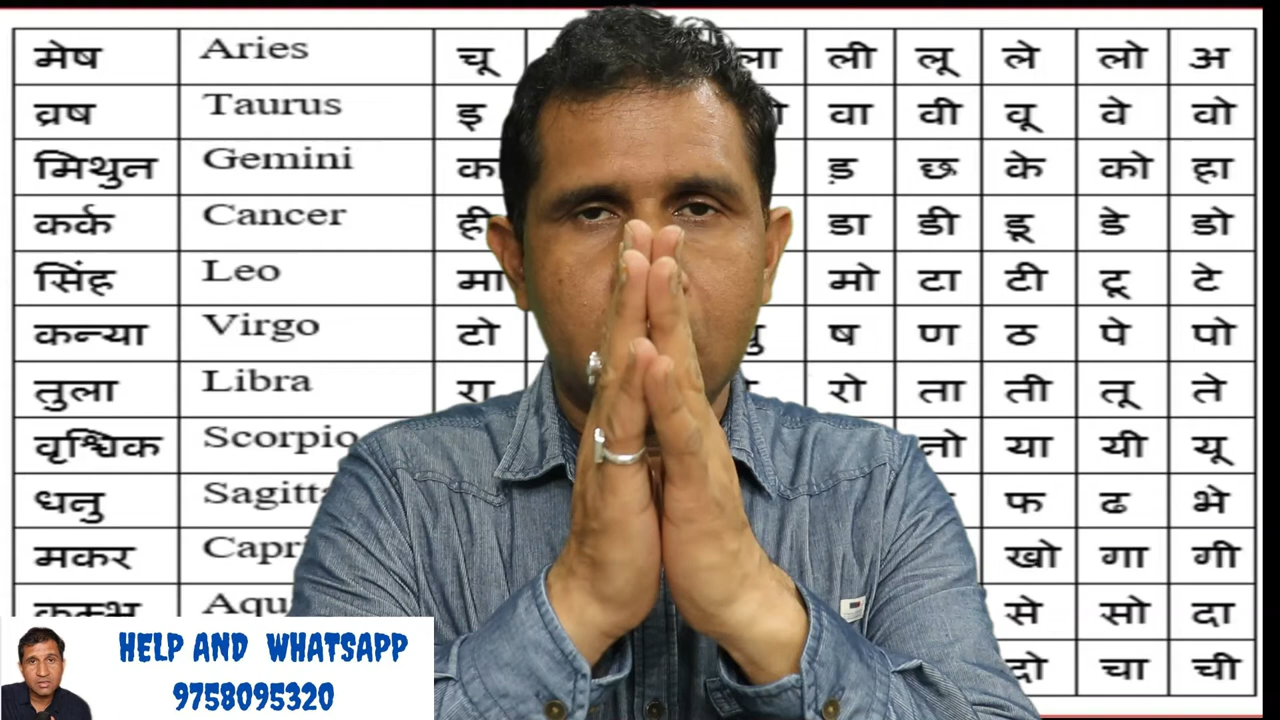 मेष Aries चू ला ली लू ले लो अ
व्रष Taurus इ वा वी वू वे वो
मिथुन Gemini का ड़ छ के को हा
कर्क Cancer ही डा डी डू डे डो
सिंह Leo मा मो टा टी टू टे
कन्या Virgo टो ष ण ठ पे पो
तुला Libra रा रो ता ती तू ते
वृश्चिक Scorpio नो या यी यू
धनु फ ढ भे
मकर खो गा गी
कुम्भ से सो दा
दो चा ची
HELP AND WHATSAPP
9758095320